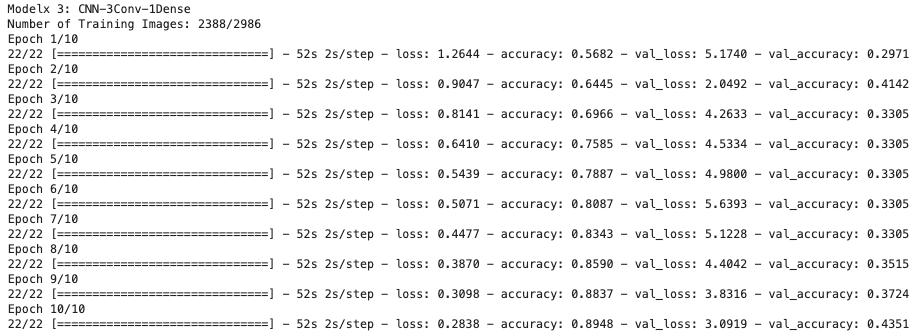 Modelx 3: CNN-3Conv-1Dense
Number of Training Images: 2388/2986
Epoch 1/10
22/22 [==============================] - 52s 2s/step - loss: 1.2644 - accuracy: 0.5682 - val_loss: 5.1740 - val_accuracy: 0.2971
Epoch 2/10
22/22 [==============================] - 52s 2s/step - loss: 0.9047 - accuracy: 0.6445 - val_loss: 2.0492 - val_accuracy: 0.4142
Epoch 3/10
22/22 [==============================] - 52s 2s/step - loss: 0.8141 - accuracy: 0.6966 - val_loss: 4.2633 - val_accuracy: 0.3305
Epoch 4/10
22/22 [==============================] - 52s 2s/step - loss: 0.6410 - accuracy: 0.7585 - val_loss: 4.5334 - val_accuracy: 0.3305
Epoch 5/10
22/22 [==============================] - 52s 2s/step - loss: 0.5439 - accuracy: 0.7887 - val_loss: 4.9800 - val_accuracy: 0.3305
Epoch 6/10
22/22 [==============================] - 52s 2s/step - loss: 0.5071 - accuracy: 0.8087 - val_loss: 5.6393 - val_accuracy: 0.3305
Epoch 7/10
22/22 [==============================] - 52s 2s/step - loss: 0.4477 - accuracy: 0.8343 - val_loss: 5.1228 - val_accuracy: 0.3305
Epoch 8/10
22/22 [==============================] - 52s 2s/step - loss: 0.3870 - accuracy: 0.8590 - val_loss: 4.4042 - val_accuracy: 0.3515
Epoch 9/10
22/22 [==============================] - 52s 2s/step - loss: 0.3098 - accuracy: 0.8837 - val_loss: 3.8316 - val_accuracy: 0.3724
Epoch 10/10
22/22 [==============================] - 52s 2s/step - loss: 0.2838 - accuracy: 0.8948 - val_loss: 3.0919 - val_accuracy: 0.4351